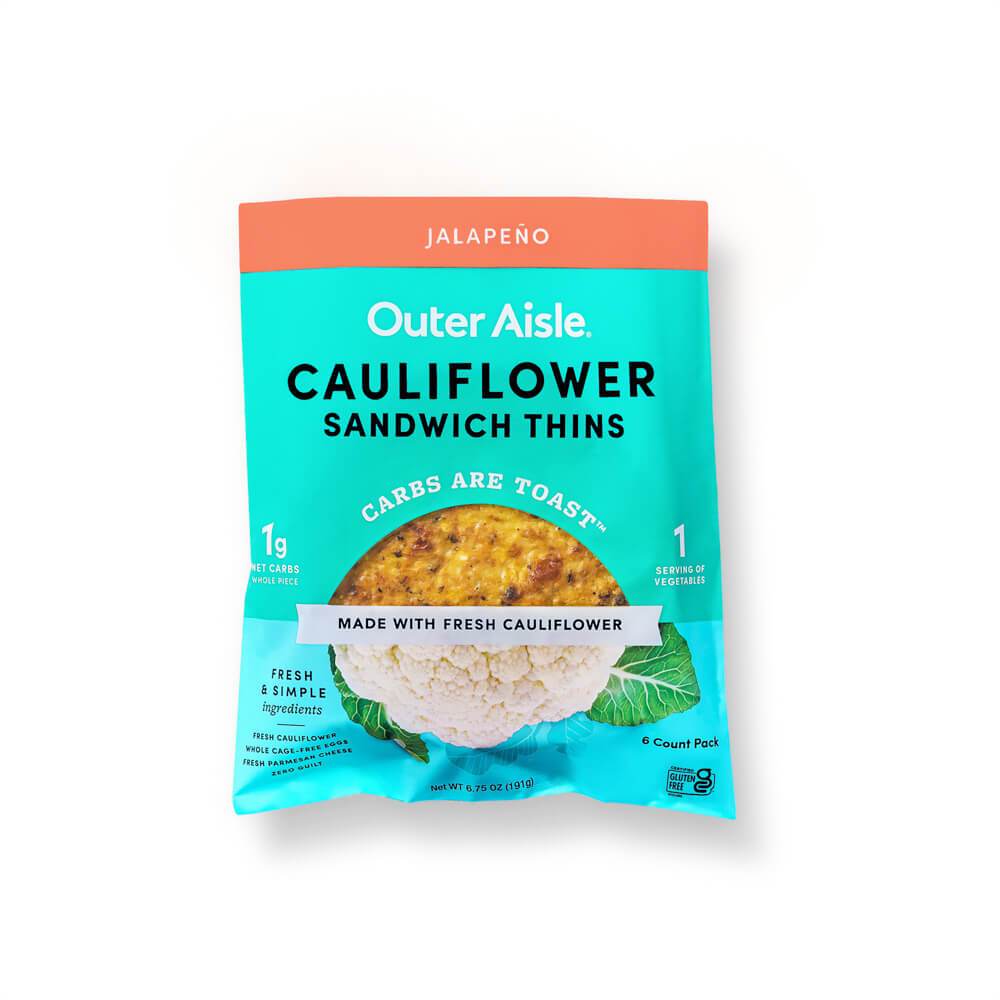 JALAPEÑO
Outer Aisle®
CAULIFLOWER
SANDWICH THINS
CARBS ARE TOAST™
1g
NET CARBS
WHOLE PIECE
1
SERVING OF
VEGETABLES
MADE WITH FRESH CAULIFLOWER
FRESH
& SIMPLE
ingredients
FRESH CAULIFLOWER
WHOLE CAGE-FREE EGGS
FRESH PARMESAN CHEESE
ZERO GUILT
6 Count Pack
Net WT 6.75 OZ (191g)
CERTIFIED
GLUTEN
FREE